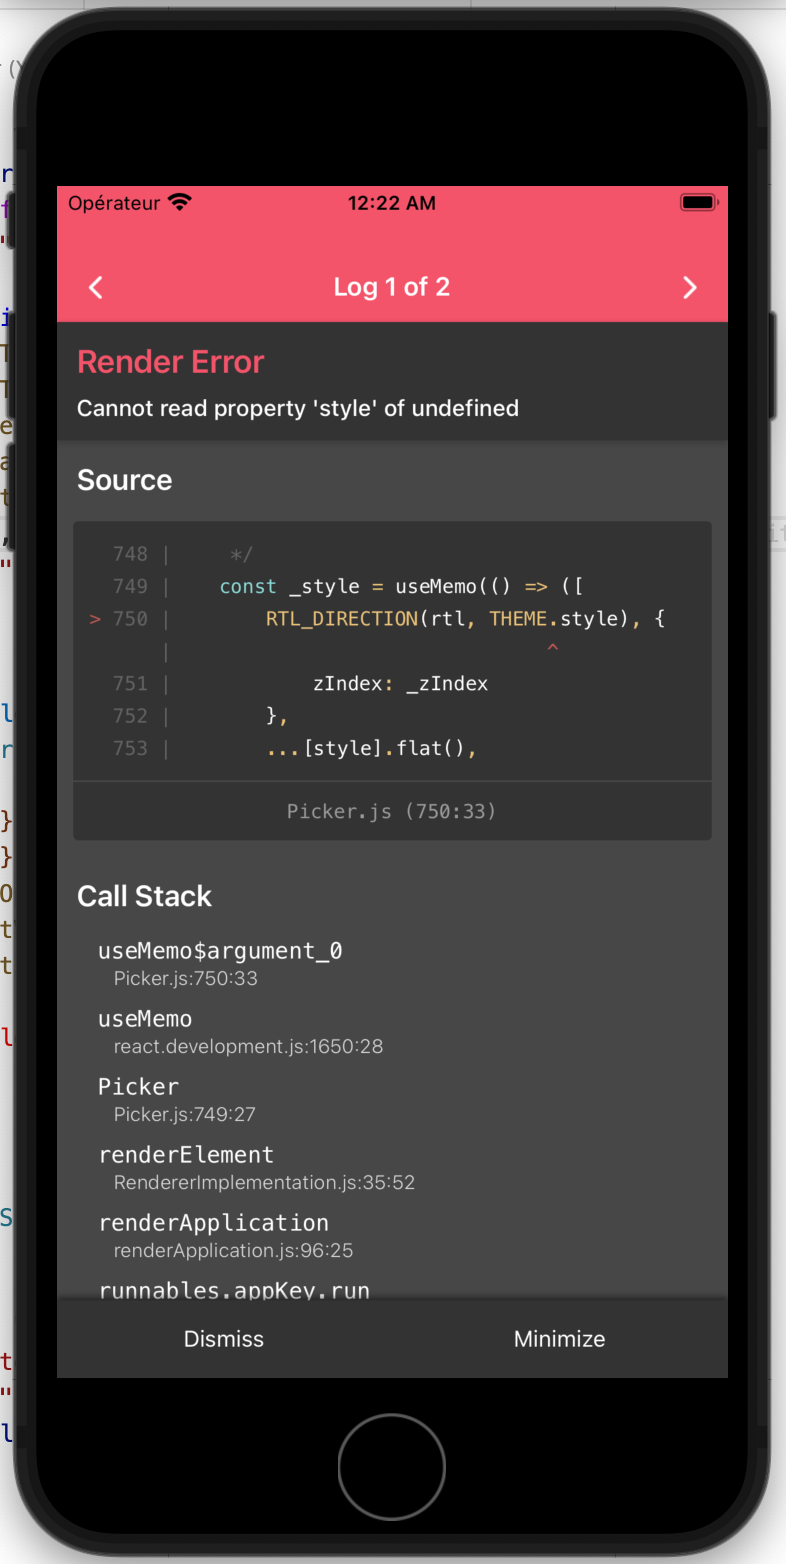 Opérateur 12:22 AM
Log 1 of 2
Render Error
Cannot read property 'style' of undefined
Source
748 | */
749 | const _style = useMemo(() => ([
> 750 | RTL_DIRECTION(rtl, THEME.style), {
| ^
751 | zIndex: _zIndex
752 | },
753 | ...[style].flat(),
Picker.js (750:33)
Call Stack
useMemo$argument_0
Picker.js:750:33
useMemo
react.development.js:1650:28
Picker
Picker.js:749:27
renderElement
RendererImplementation.js:35:52
renderApplication
renderApplication.js:96:25
runnables.appKey.run
Dismiss Minimize